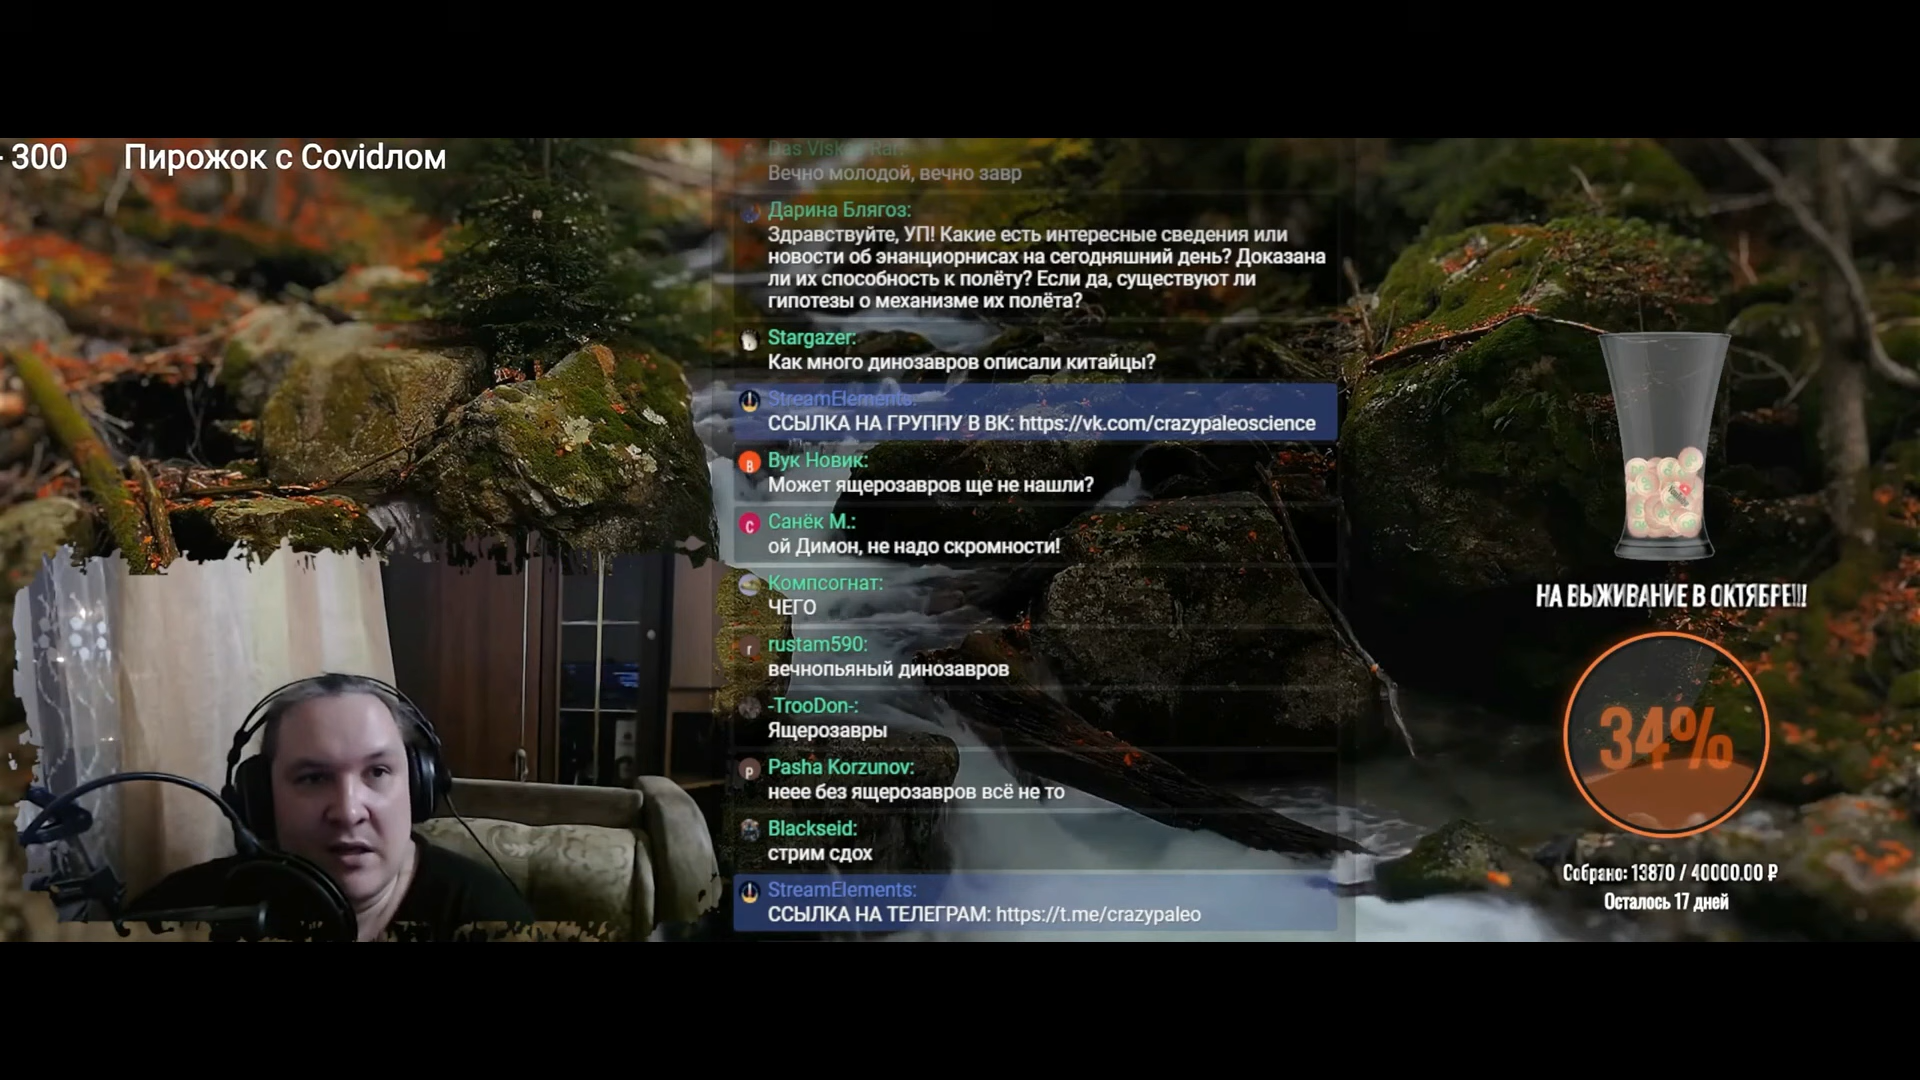 - 300 Пирожок с Covidлом
Вечно молодой, вечно завр
Дарина Блягоз:
Здравствуйте, УП! Какие есть интересные сведения или
новости об энанциорнисах на сегодняшний день? Доказана
ли их способность к полёту? Если да, существуют ли
гипотезы о механизме их полёта?
Stargazer:
Как много динозавров описали китайцы?
StreamElements:
ССЫЛКА НА ГРУППУ В ВК: https://vk.com/crazypaleoscience
Вук Новик:
Может ящерозавров ще не нашли?
Санёк М.:
ой Димон, не надо скромности!
Компсогнат:
ЧЕГО
rustam590:
вечнопьяный динозавров
-TrooDon-:
Ящерозавры
Pasha Korzunov:
неее без ящерозавров всё не то
Blackseid:
стрим сдох
StreamElements:
ССЫЛКА НА ТЕЛЕГРАМ: https://t.me/crazypaleo
НА ВЫЖИВАНИЕ В ОКТЯБРЕ!!!
34%
Собрано: 13870 / 40000.00 ₽
Осталось 17 дней